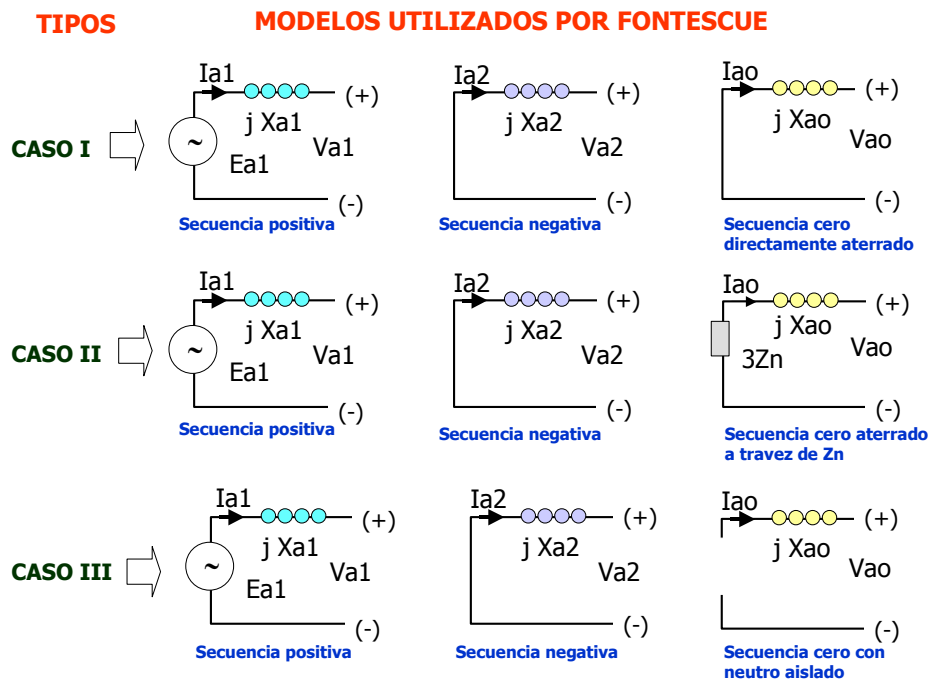 TIPOS
MODELOS UTILIZADOS POR FONTESCUE
CASO I
Ia1
(+)
j Xa1
~
Va1
Ea1
(-)
Secuencia positiva
Ia2
(+)
j Xa2
Va2
(-)
Secuencia negativa
Iao
(+)
j Xao
Vao
(-)
Secuencia cero
directamente aterrado
CASO II
Ia1
(+)
j Xa1
~
Va1
Ea1
(-)
Secuencia positiva
Ia2
(+)
j Xa2
Va2
(-)
Secuencia negativa
Iao
(+)
j Xao
Vao
3Zn
(-)
Secuencia cero aterrado
a travez de Zn
CASO III
Ia1
(+)
j Xa1
~
Va1
Ea1
(-)
Secuencia positiva
Ia2
(+)
j Xa2
Va2
(-)
Secuencia negativa
Iao
(+)
j Xao
Vao
(-)
Secuencia cero con
neutro aislado